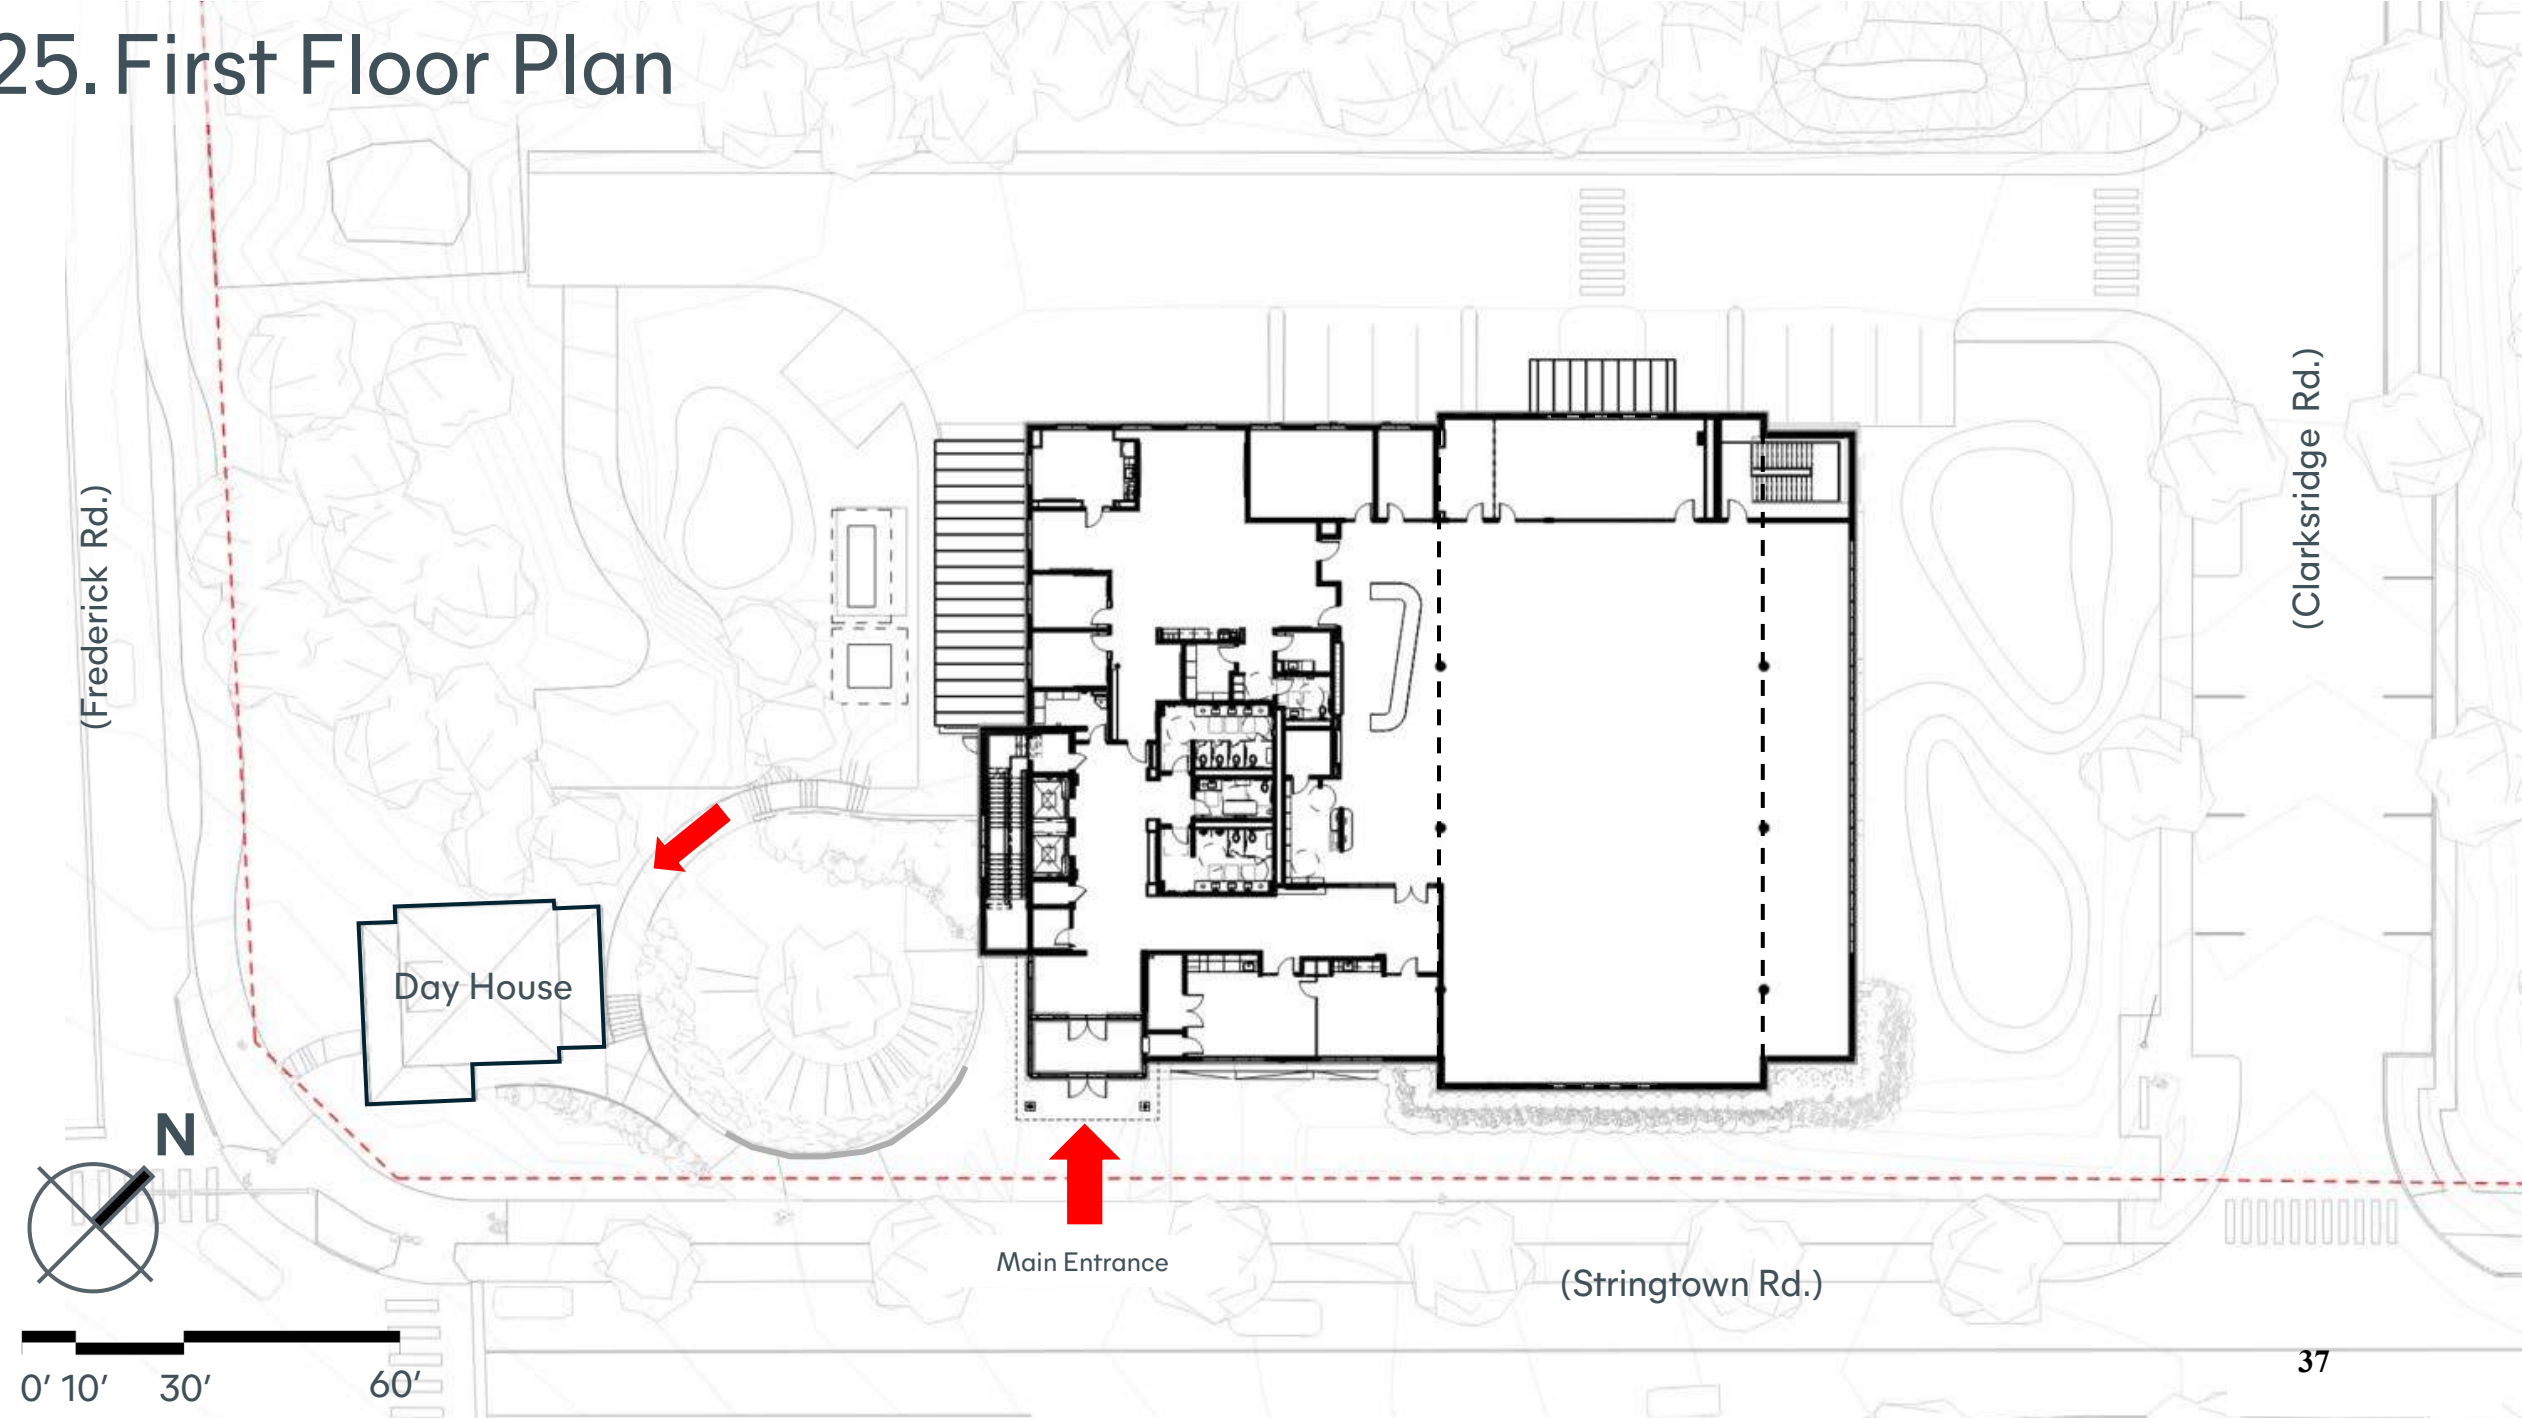 25. First Floor Plan
(Frederick Rd.)
(Clarksridge Rd.)
Day House
N
Main Entrance
(Stringtown Rd.)
0’ 10’ 30’ 60’
37